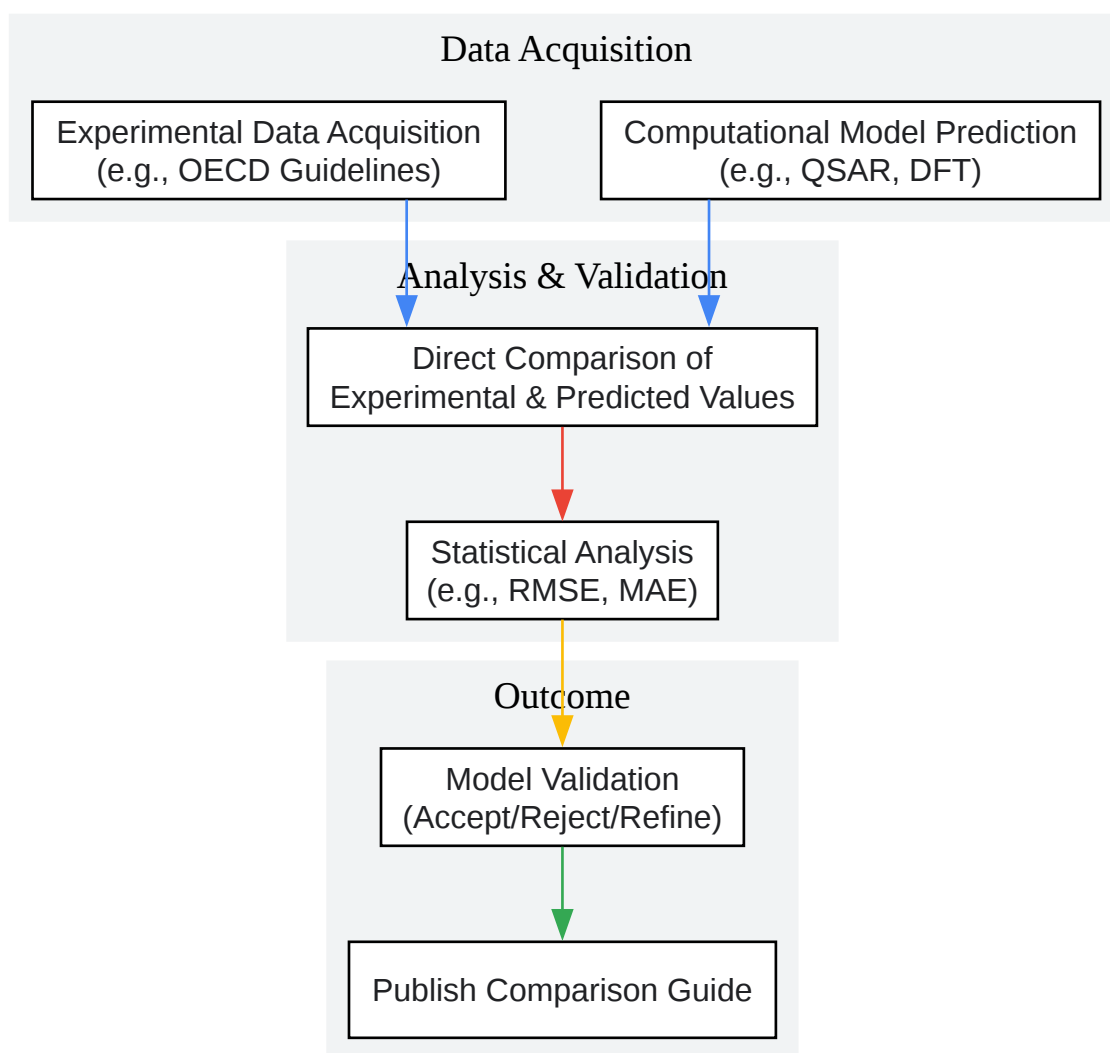 Data Acquisition
Experimental Data Acquisition
(e.g., OECD Guidelines)
Computational Model Prediction
(e.g., QSAR, DFT)
Analysis & Validation
Direct Comparison of
Experimental & Predicted Values
Statistical Analysis
(e.g., RMSE, MAE)
Outcome
Model Validation
(Accept/Reject/Refine)
Publish Comparison Guide